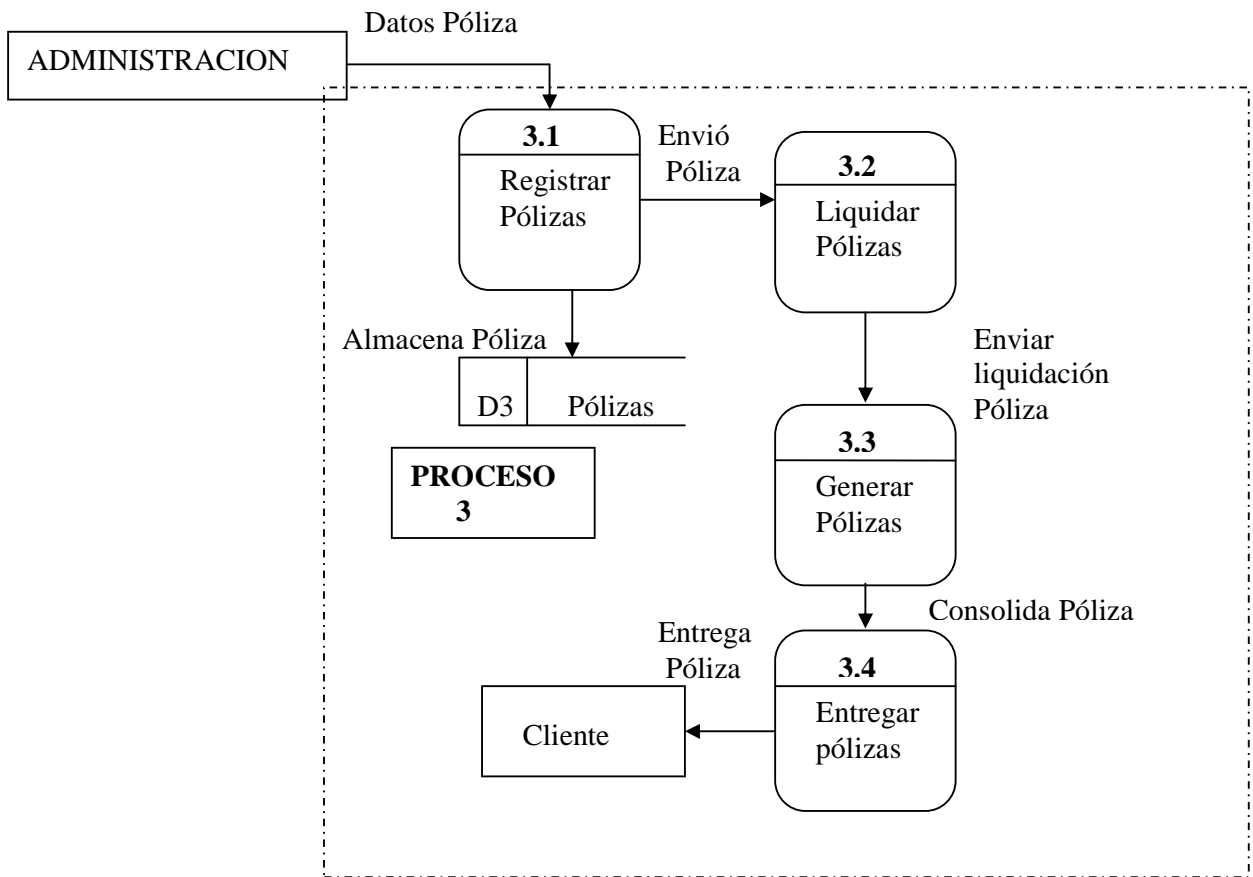 Datos Póliza
ADMINISTRACION
3.1
Registrar
Pólizas
Envió
Póliza
3.2
Liquidar
Pólizas
Almacena Póliza
D3 Pólizas
Enviar
liquidación
Póliza
PROCESO
3
3.3
Generar
Pólizas
Consolida Póliza
Entrega
Póliza
3.4
Entregar
pólizas
Cliente